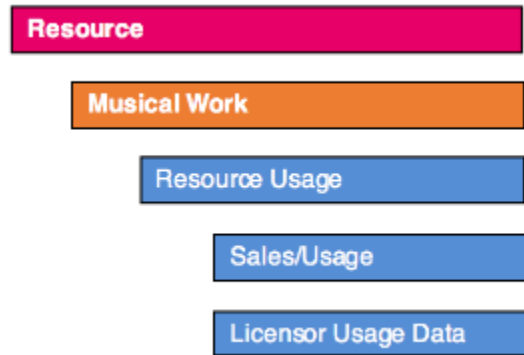 Resource
Musical Work
Resource Usage
Sales/Usage
Licensor Usage Data